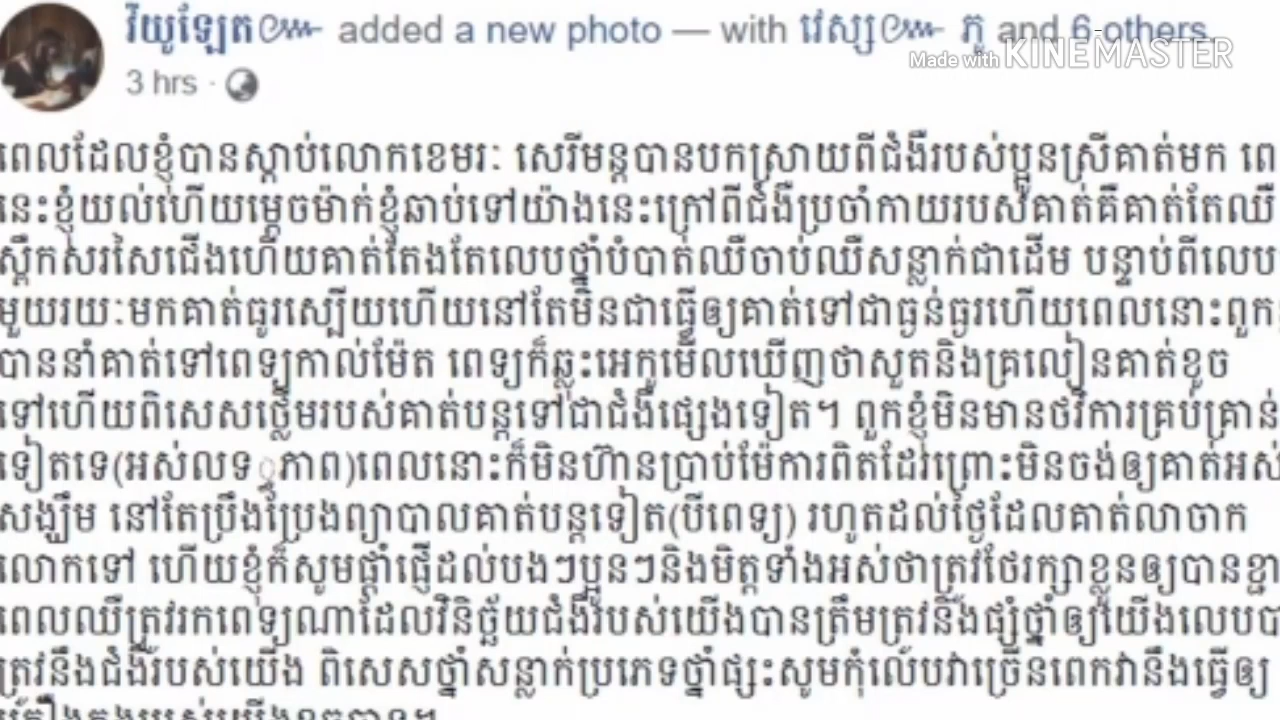 វិយូឡែត added a new photo — with វេស្ស ភួ and 6 others
Made with KINEMASTER
3 hrs ·
ពេលដែលខ្ញុំបានស្ដាប់លោកខេមរៈ សេរីមន្តបានបកស្រាយពីជំងឺរបស់ប្អូនស្រីគាត់មក ពេ
នេះខ្ញុំយល់ហើយម្ដេចម៉ាក់ខ្ញុំឆាប់ទៅយ៉ាងនេះក្រៅពីជំងឺប្រចាំកាយរបស់គាត់គឺគាត់តែឈឺ
ស្ពឹកសរសៃជើងហើយគាត់តែងតែលេបថ្នាំបំបាត់ឈឺចាប់ឈឺសន្លាក់ជាដើម បន្ទាប់ពីលេប
មួយរយៈមកគាត់ធូរស្បើយហើយនៅតែមិនជាធ្វើឲ្យគាត់ទៅជាធ្ងន់ធ្ងរហើយពេលនោះពួក
បាននាំគាត់ទៅពេទ្យកាល់ម៉ែត ពេទ្យក៏ឆ្លុះអេកូមើលឃើញថាសួតនិងគ្រលៀនគាត់ខូច
ទៅហើយពិសេសថ្លើមរបស់គាត់បន្តទៅជាជំងឺផ្សេងទៀត។ ពួកខ្ញុំមិនមានថវិការគ្រប់គ្រាន់
ទៀតទេ(អស់លទ ្ធភាព)ពេលនោះក៏មិនហ៊ានប្រាប់ម៉ែការពិតដែរព្រោះមិនចង់ឲ្យគាត់អស់
សង្ឃឹម នៅតែប្រឹងប្រែងព្យាបាលគាត់បន្តទៀត(បីពេទ្យ) រហូតដល់ថ្ងៃដែលគាត់លាចាក
លោកទៅ ហើយខ្ញុំក៏សូមផ្ដាំផ្ញើដល់បងៗប្អូនៗនិងមិត្តទាំងអស់ថាត្រូវថែរក្សាខ្លួនឲ្យបានខ្ជា
ពេលឈឺត្រូវរកពេទ្យណាដែលវិនិច្ឆ័យជំងឺរបស់យើងបានត្រឹមត្រូវនឹងផ្សំថ្នាំឲ្យយើងលេបបា
ត្រូវនឹងជំងឺរបស់យើង ពិសេសថ្នាំសន្លាក់ប្រភេទថ្នាំផ្សះសូមកុំលេបវាច្រើនពេកវានឹងធ្វើឲ្យ